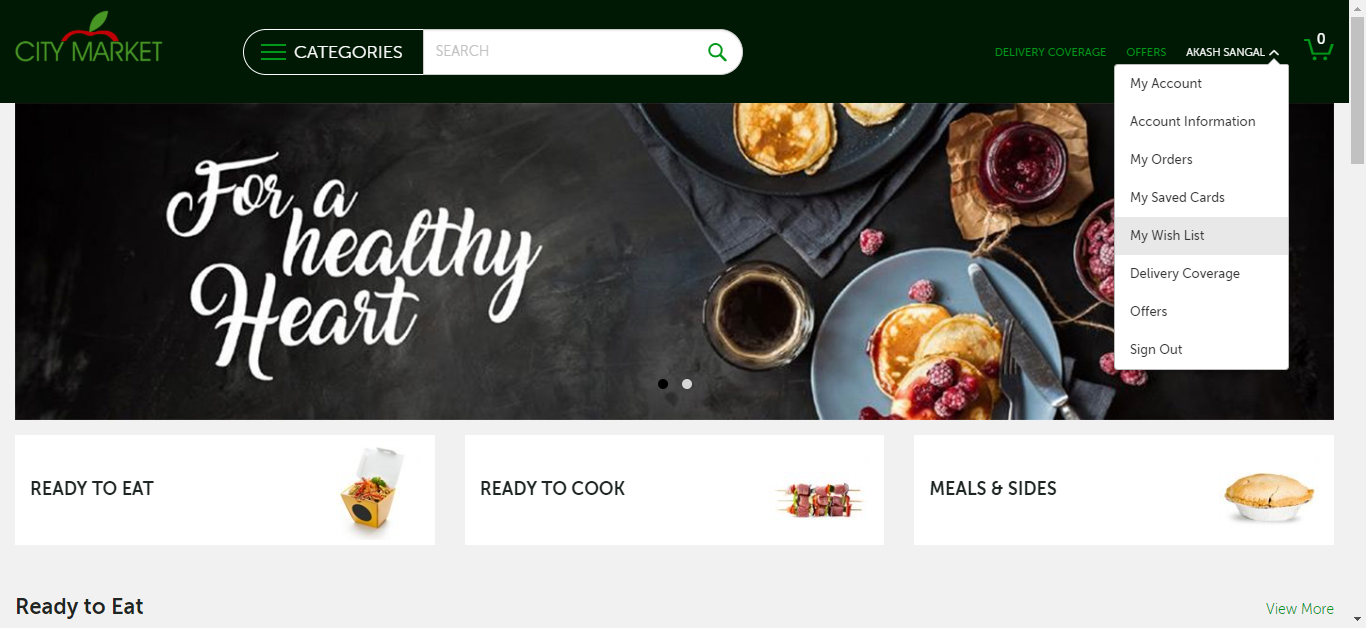 CITY MARKET
CATEGORIES
SEARCH
DELIVERY COVERAGE
OFFERS
AKASH SANGAL
0
My Account
Account Information
My Orders
My Saved Cards
My Wish List
Delivery Coverage
Offers
Sign Out
For a
healthy
Heart
READY TO EAT
READY TO COOK
MEALS & SIDES
Ready to Eat
View More